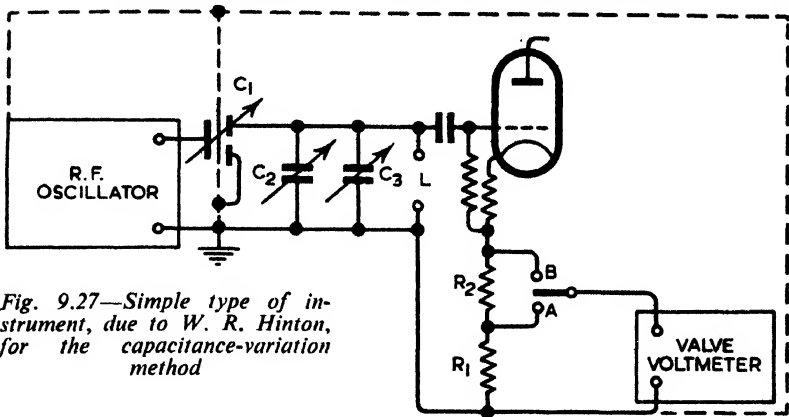 C1
R.F.
OSCILLATOR
C2
C3
L
B
R2
A
R1
VALVE
VOLTMETER
Fig. 9.27—Simple type of in-
strument, due to W. R. Hinton,
for the capacitance-variation
method